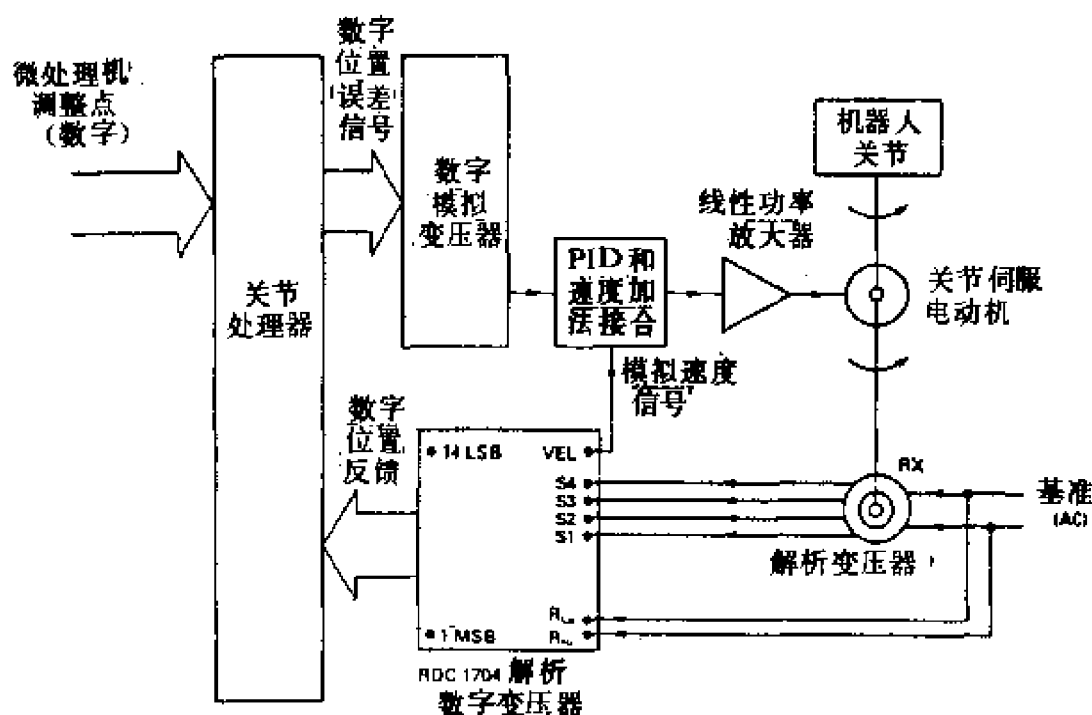 微处理机
调整点
（数字）
关节
处理器
数字
位置
误差
信号
数字
模拟
变压器
PID和
速度加
法接合
线性功率
放大器
机器人
关节
关节伺服
电动机
模拟速度
信号
数字
位置
反馈
14 LSB
VEL
S4
S3
S2
S1
1 MSB
RX
基准
(AC)
解析变压器
RDC 1704 解析
数字变压器